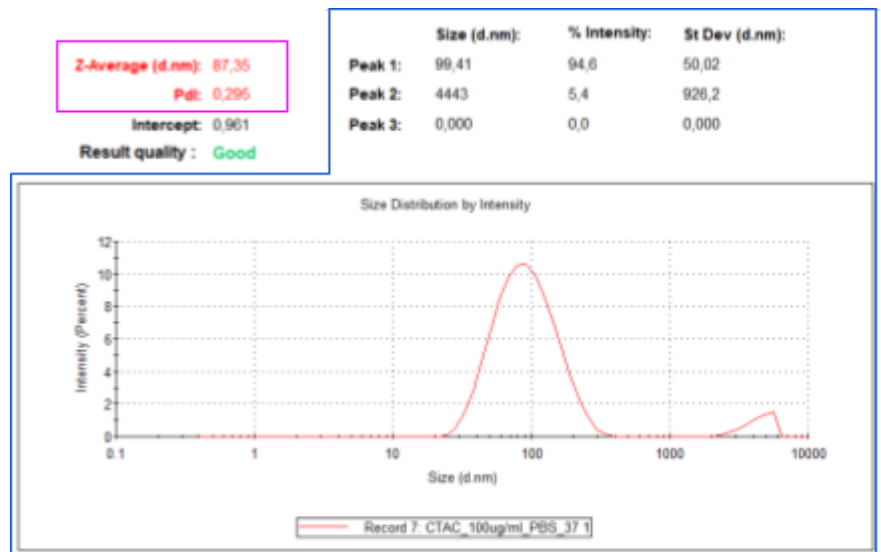 Size (d.nm): % Intensity: St Dev (d.nm):
Z-Average (d.nm): 87,35 Peak 1: 99,41 94,6 50,02
PdI: 0,295 Peak 2: 4443 5,4 926,2
Intercept: 0,961 Peak 3: 0,000 0,0 0,000
Result quality : Good
Size Distribution by Intensity
Intensity (Percent)
12
10
8
6
4
2
0
0.1 1 10 100 1000 10000
Size (d.nm)
Record 7: CTAC_100ug/ml_PBS_37 1